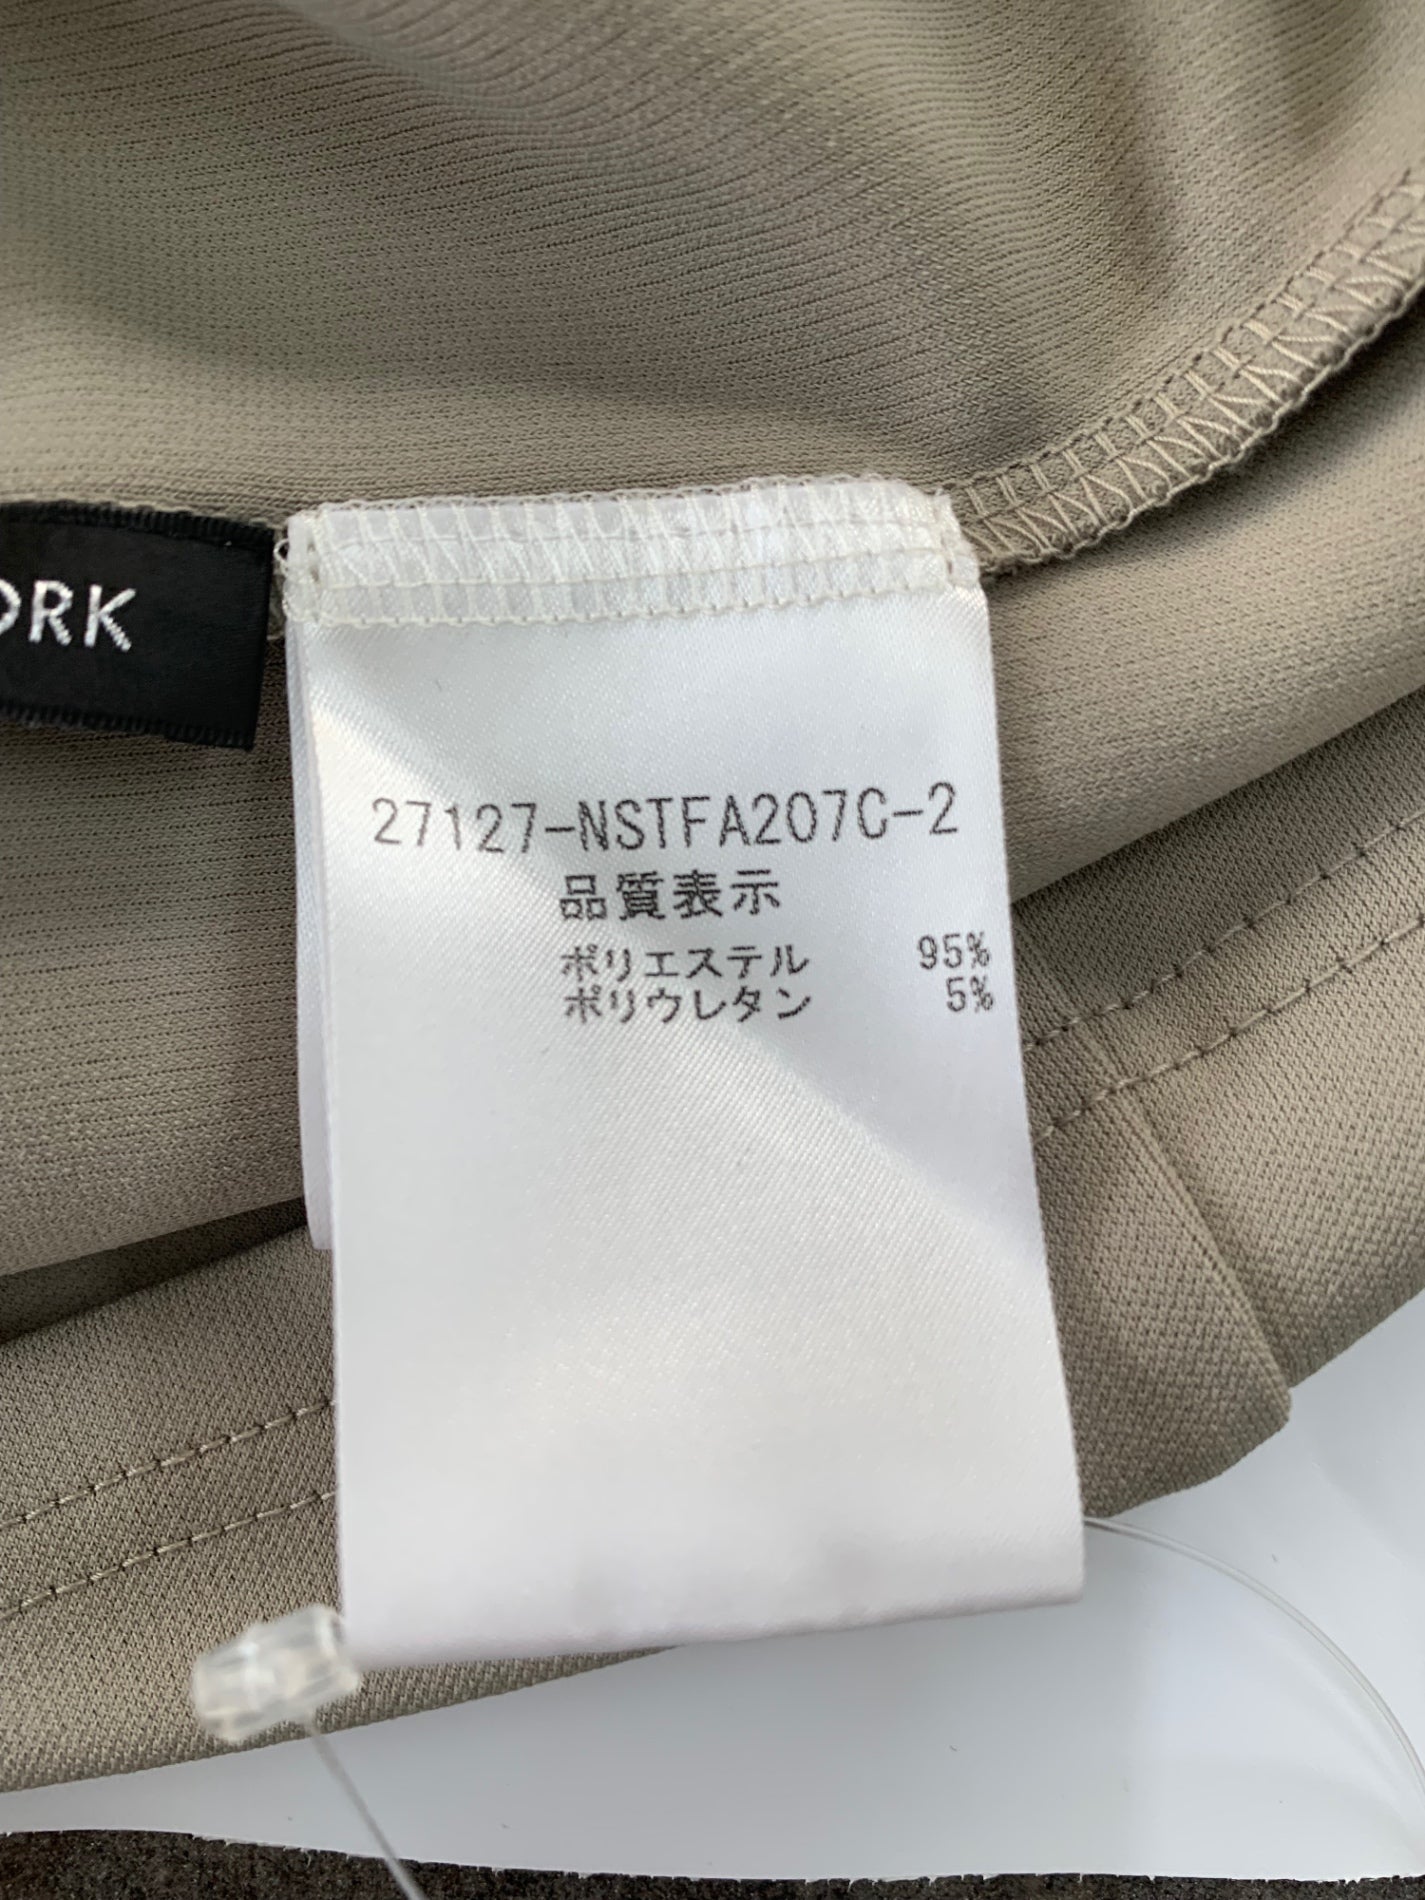 ORK
27127-NSTFA207C-2
品質表示
ポリエステル 95%
ポリウレタン 5%